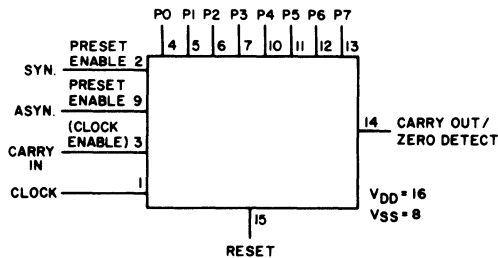 P0 P1 P2 P3 P4 P5 P6 P7
4 5 6 7 10 11 12 13
PRESET
SYN. ENABLE 2
PRESET
ASYN. ENABLE 9
(CLOCK
CARRY ENABLE) 3
IN
14 CARRY OUT/
ZERO DETECT
CLOCK 1
VDD = 16
VSS = 8
15
RESET